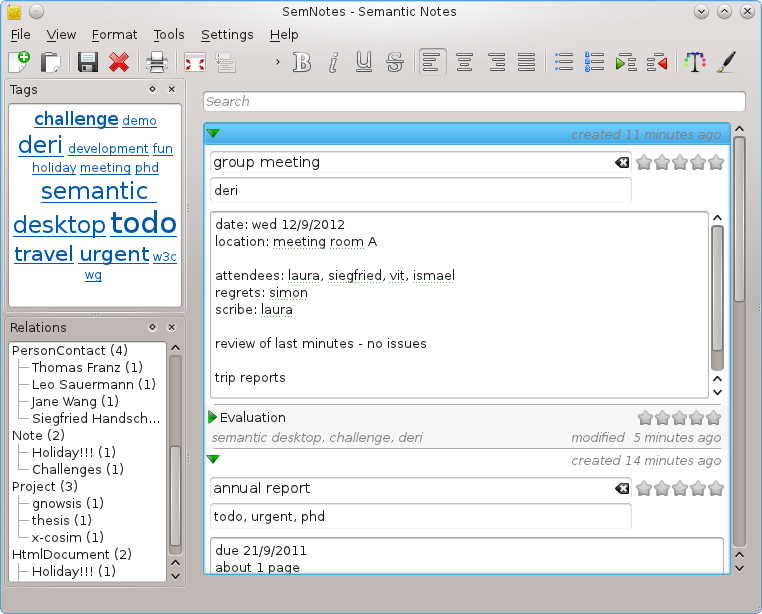 SemNotes - Semantic Notes
File View Format Tools Settings Help
B i U S
Tags
challenge demo
deri development fun
holiday meeting phd
semantic
desktop todo
travel urgent w3c
wg
Relations
PersonContact (4)
Thomas Franz (1)
Leo Sauermann (1)
Jane Wang (1)
Siegfried Handsch...
Note (2)
Holiday!!! (1)
Challenges (1)
Project (3)
gnowsis (1)
thesis (1)
x-cosim (1)
HtmlDocument (2)
Holiday!!! (1)
Search
created 11 minutes ago
group meeting
deri
date: wed 12/9/2012
location: meeting room A
attendees: laura, siegfried, vit, ismael
regrets: simon
scribe: laura
review of last minutes - no issues
trip reports
Evaluation
semantic desktop, challenge, deri modified 5 minutes ago
created 14 minutes ago
annual report
todo, urgent, phd
due 21/9/2011
about 1 page